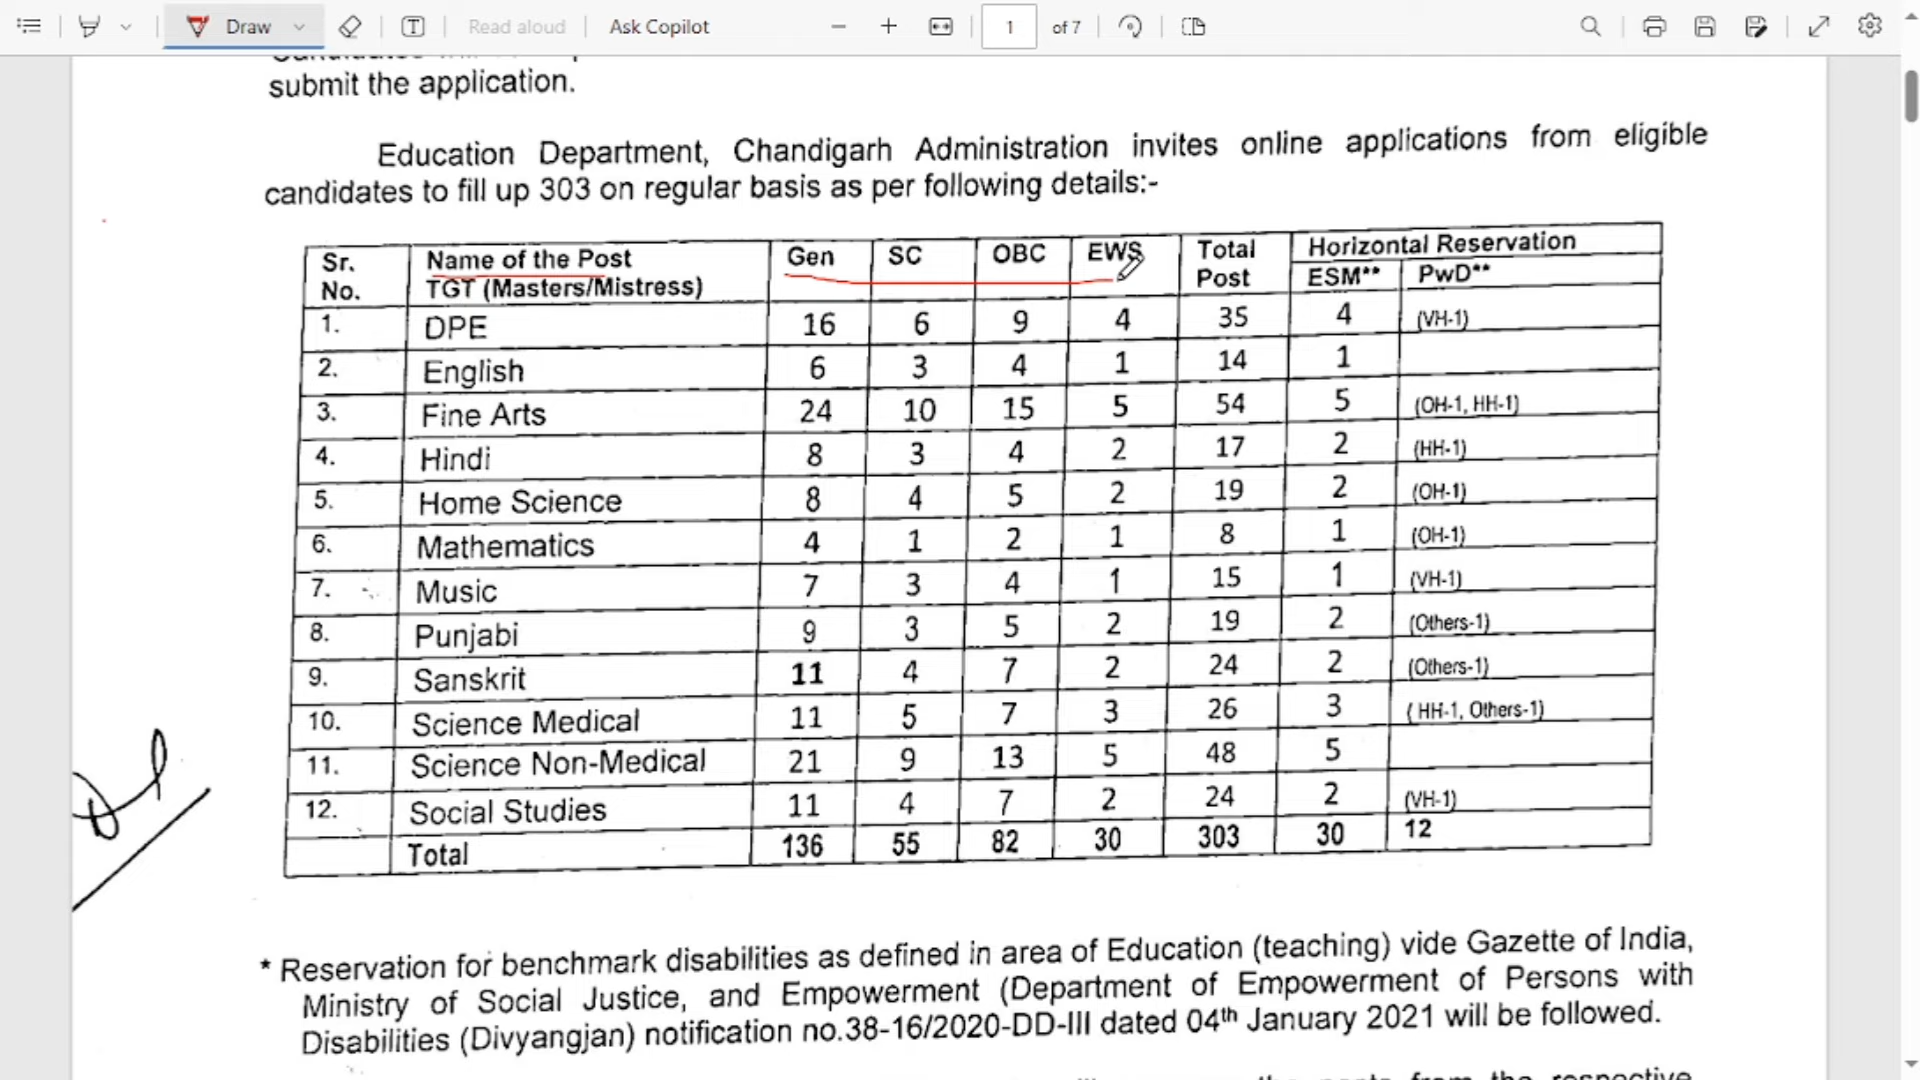 Draw
Read aloud
Ask Copilot
1
of 7
submit the application.
Education Department, Chandigarh Administration invites online applications from eligible
candidates to fill up 303 on regular basis as per following details:-
Sr. No. Name of the Post TGT (Masters/Mistress) Gen SC OBC EWS Total Post Horizontal Reservation
ESM** PwD**
1. DPE 16 6 9 4 35 4 (VH-1)
2. English 6 3 4 1 14 1
3. Fine Arts 24 10 15 5 54 5 (OH-1, HH-1)
4. Hindi 8 3 4 2 17 2 (HH-1)
5. Home Science 8 4 5 2 19 2 (OH-1)
6. Mathematics 4 1 2 1 8 1 (OH-1)
7. Music 7 3 4 1 15 1 (VH-1)
8. Punjabi 9 3 5 2 19 2 (Others-1)
9. Sanskrit 11 4 7 2 24 2 (Others-1)
10. Science Medical 11 5 7 3 26 3 ( HH-1, Others-1)
11. Science Non-Medical 21 9 13 5 48 5
12. Social Studies 11 4 7 2 24 2 (VH-1)
Total 136 55 82 30 303 30 12
* Reservation for benchmark disabilities as defined in area of Education (teaching) vide Gazette of India,
Ministry of Social Justice, and Empowerment (Department of Empowerment of Persons with
Disabilities (Divyangjan) notification no.38-16/2020-DD-III dated 04th January 2021 will be followed.
the posts from the respective